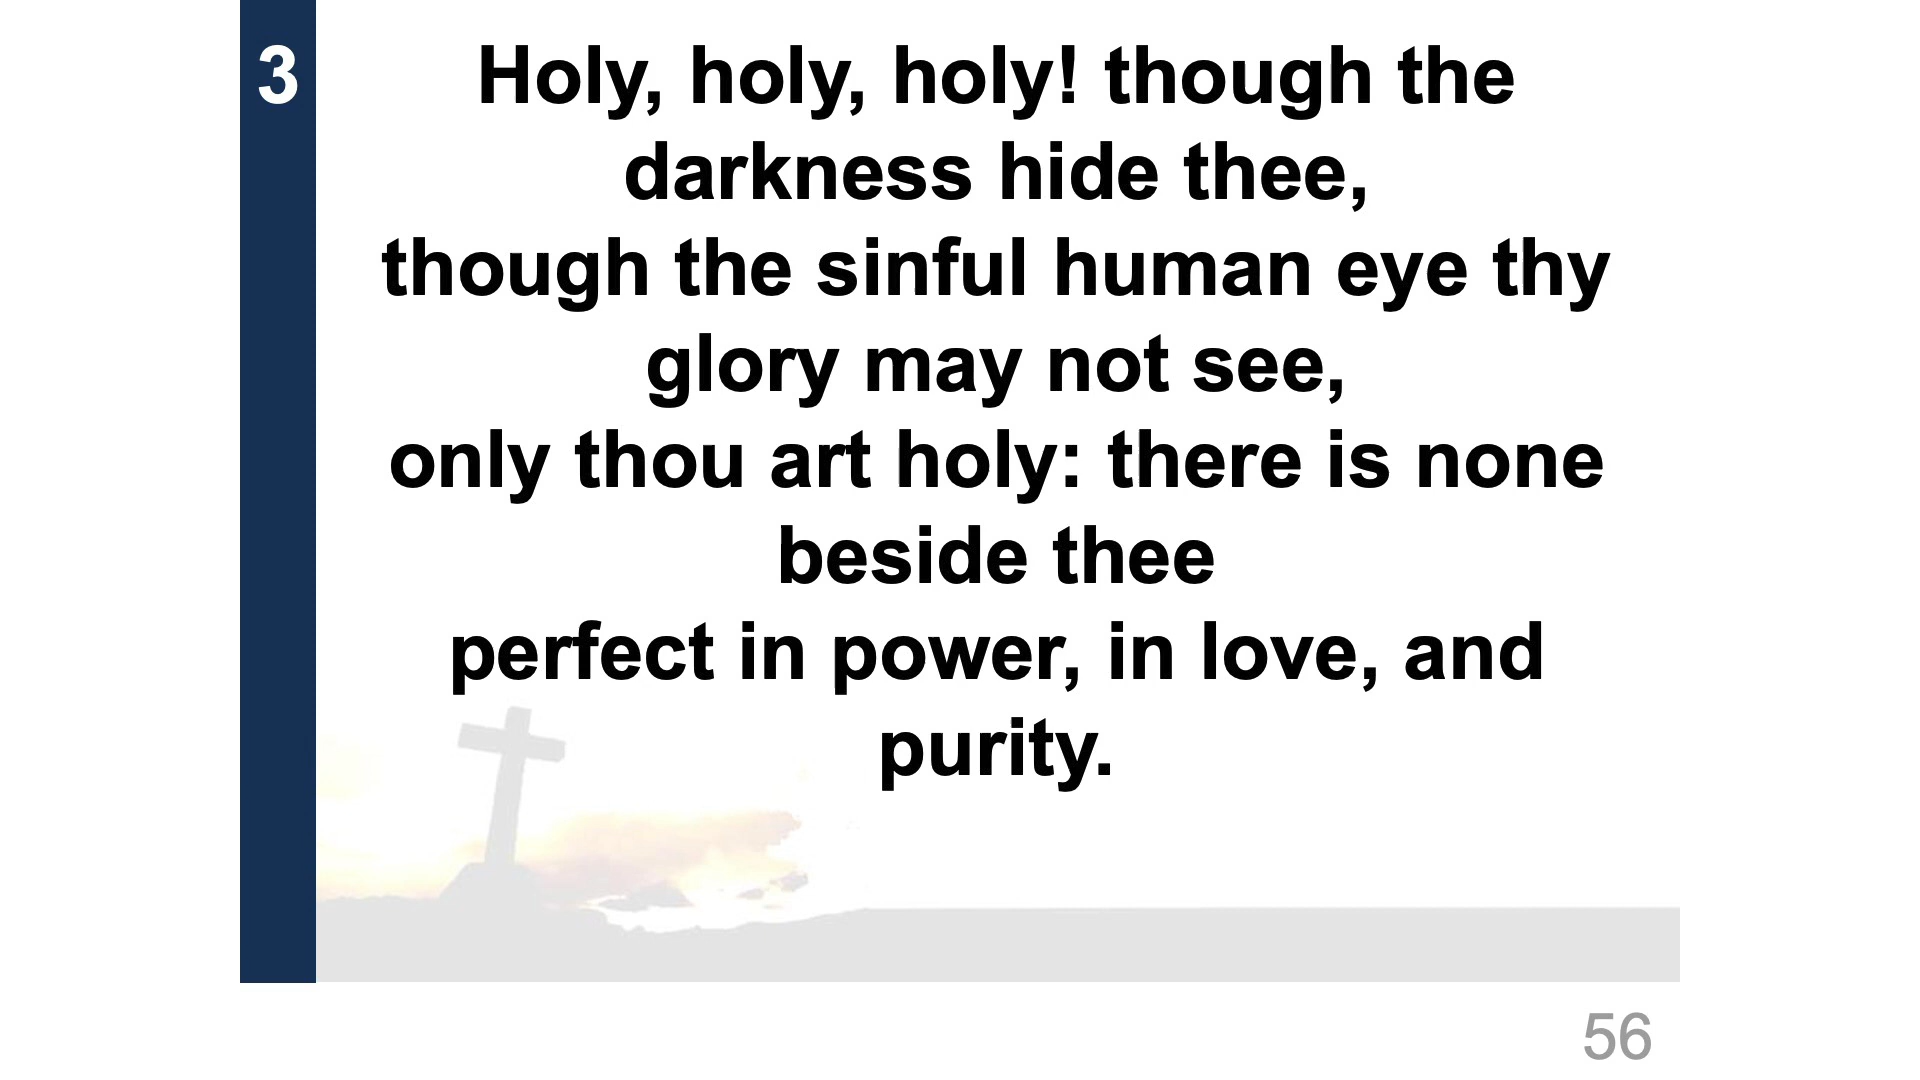 3
Holy, holy, holy! though the
darkness hide thee,
though the sinful human eye thy
glory may not see,
only thou art holy: there is none
beside thee
perfect in power, in love, and
purity.
56